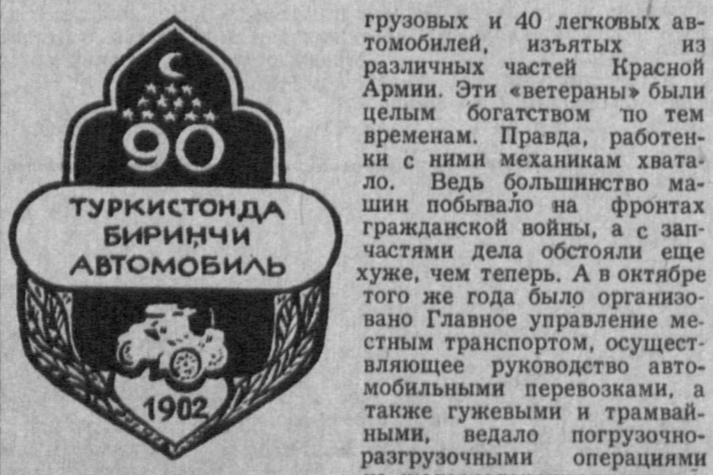 90
ТУРКИСТОНДА
БИРИНЧИ
АВТОМОБИЛЬ
1902
грузовых и 40 легковых ав-
томобилей, изъятых из
различных частей Красной
Армии. Эти «ветераны» были
целым богатством по тем
временам. Правда, работен-
ки с ними механикам хвата-
ло. Ведь большинство ма-
шин побывало на фронтах
гражданской войны, а с зап-
частями дела обстояли еще
хуже, чем теперь. А в октябре
того же года было организо-
вано Главное управление ме-
стным транспортом, осущест-
вляющее руководство авто-
мобильными перевозками, а
также гужевыми и трамвай-
ными, ведало погрузочно-
разгрузочными операциями